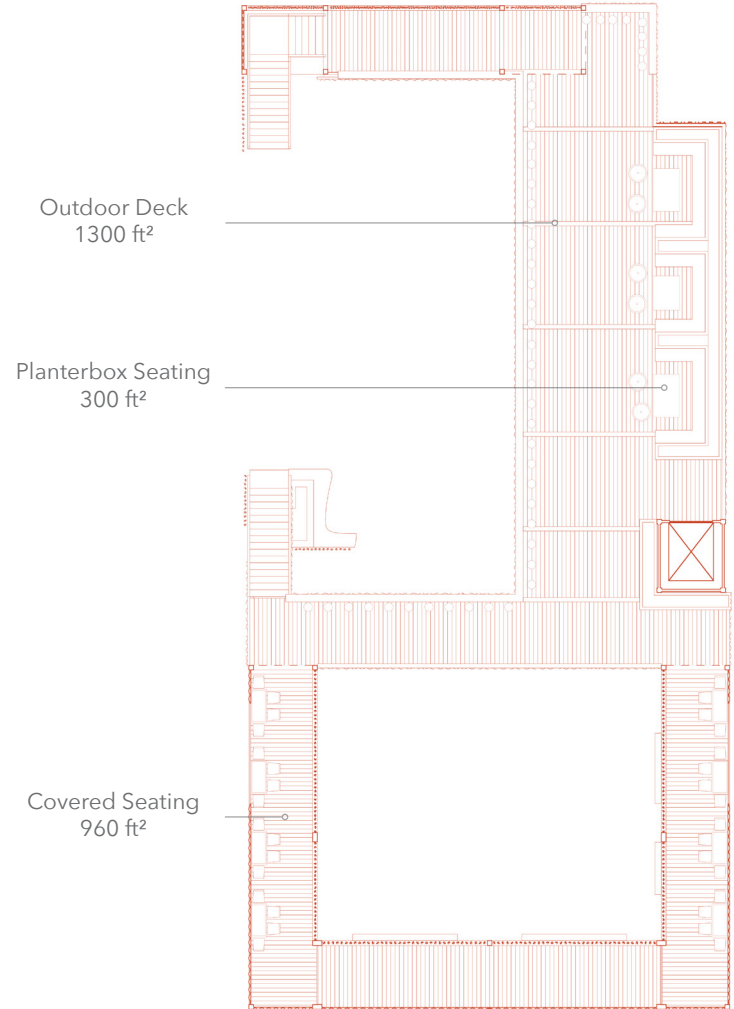 Outdoor Deck
1300 ft²
Planterbox Seating
300 ft²
Covered Seating
960 ft²